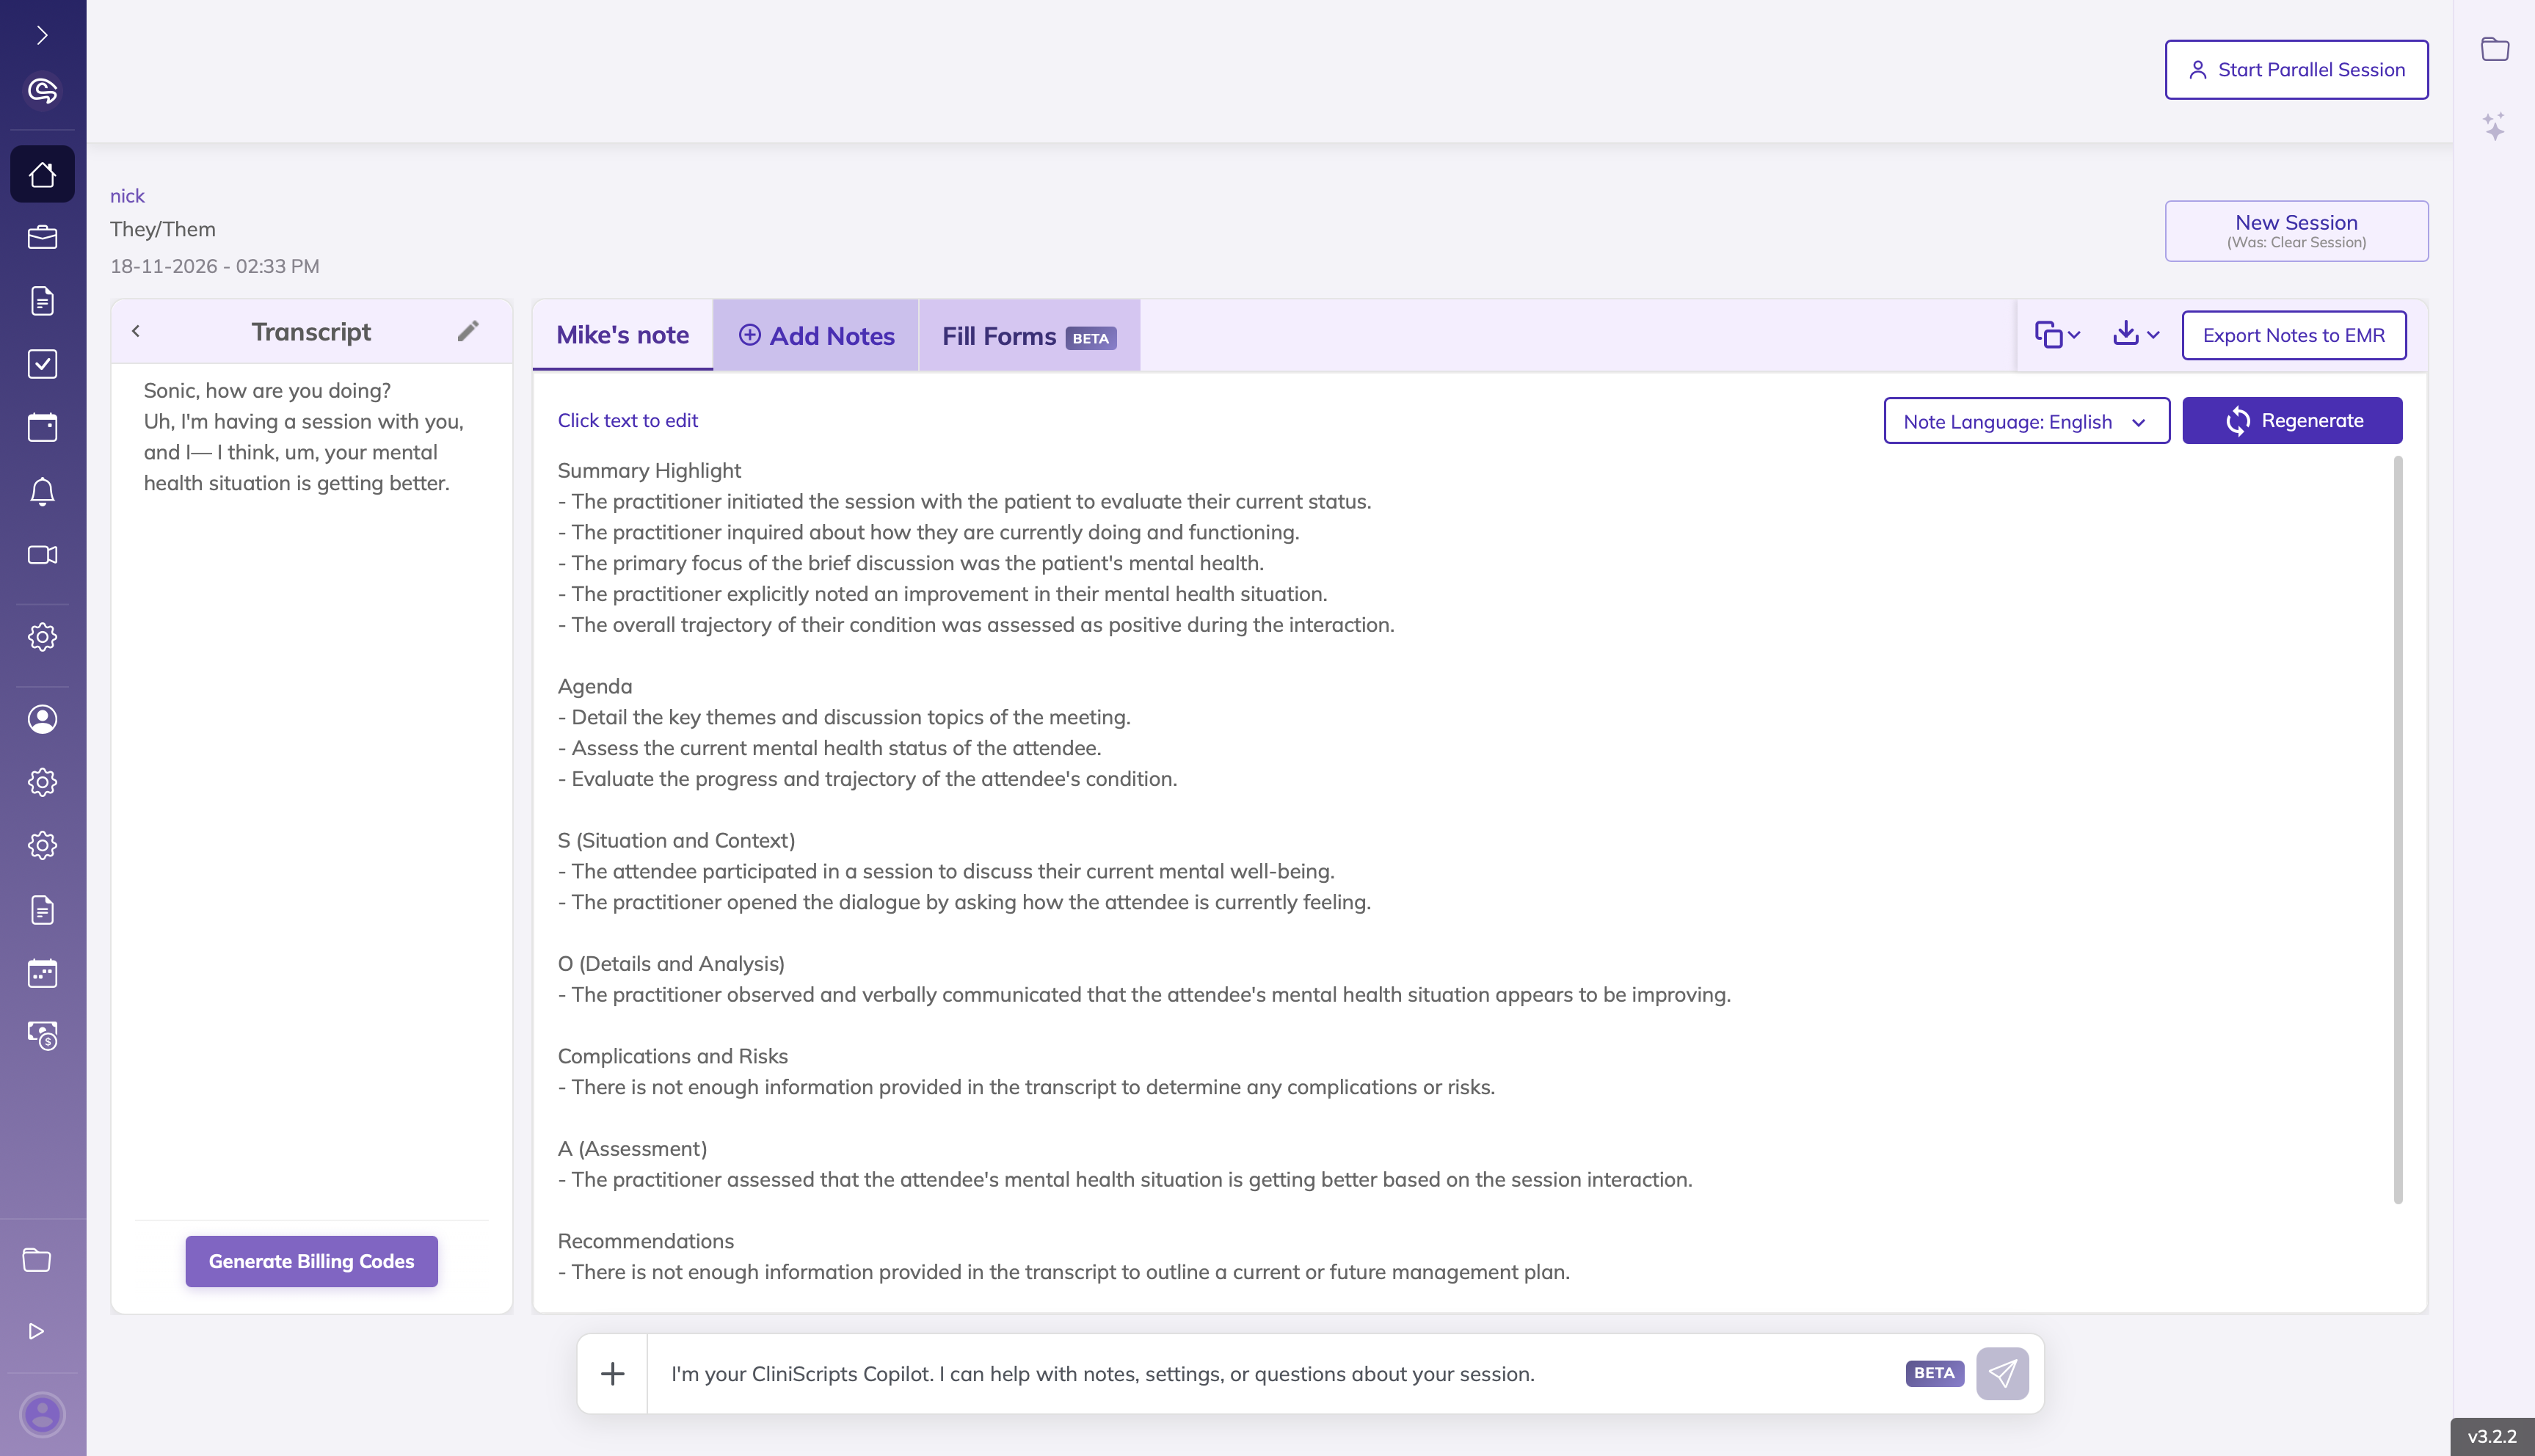 Start Parallel Session
nick
They/Them
18-11-2026 - 02:33 PM
New Session
(Was: Clear Session)
Transcript
Sonic, how are you doing?
Uh, I'm having a session with you,
and I— I think, um, your mental
health situation is getting better.
Generate Billing Codes
Mike's note
Add Notes
Fill Forms BETA
Export Notes to EMR
Click text to edit
Note Language: English
Regenerate
Summary Highlight
- The practitioner initiated the session with the patient to evaluate their current status.
- The practitioner inquired about how they are currently doing and functioning.
- The primary focus of the brief discussion was the patient's mental health.
- The practitioner explicitly noted an improvement in their mental health situation.
- The overall trajectory of their condition was assessed as positive during the interaction.
Agenda
- Detail the key themes and discussion topics of the meeting.
- Assess the current mental health status of the attendee.
- Evaluate the progress and trajectory of the attendee's condition.
S (Situation and Context)
- The attendee participated in a session to discuss their current mental well-being.
- The practitioner opened the dialogue by asking how the attendee is currently feeling.
O (Details and Analysis)
- The practitioner observed and verbally communicated that the attendee's mental health situation appears to be improving.
Complications and Risks
- There is not enough information provided in the transcript to determine any complications or risks.
A (Assessment)
- The practitioner assessed that the attendee's mental health situation is getting better based on the session interaction.
Recommendations
- There is not enough information provided in the transcript to outline a current or future management plan.
I'm your CliniScripts Copilot. I can help with notes, settings, or questions about your session.
BETA
v3.2.2